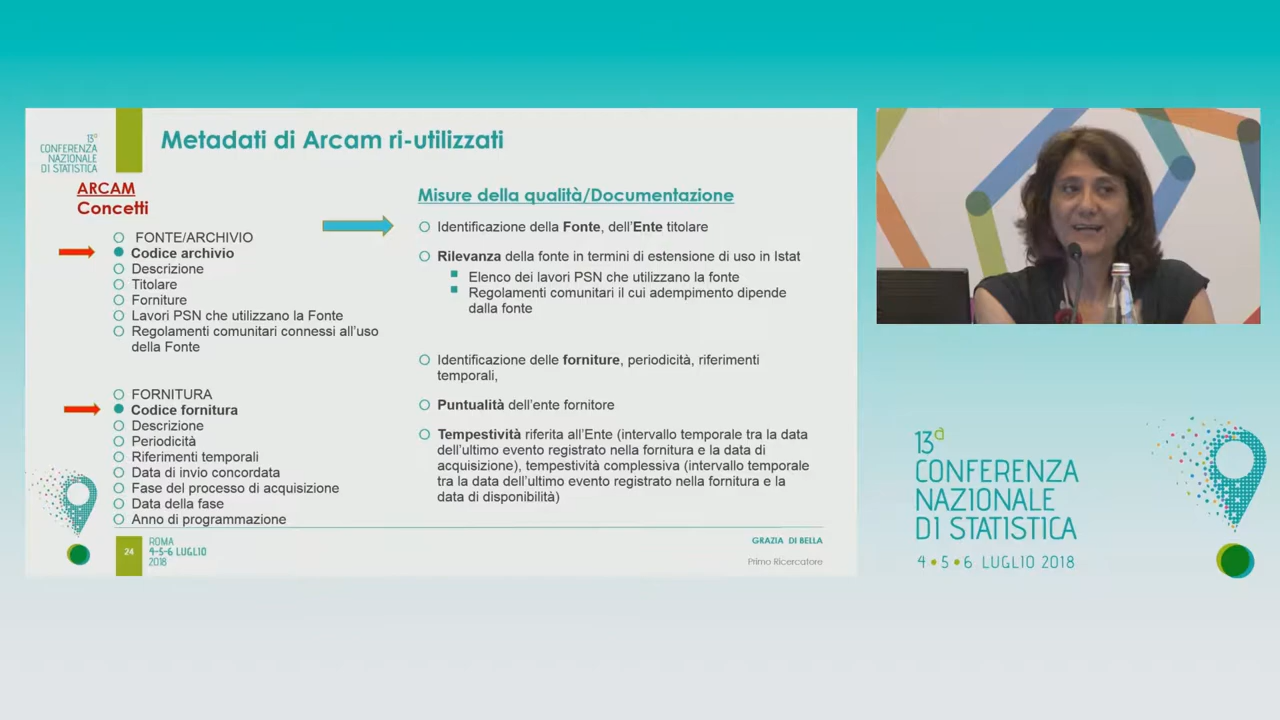 13ª
CONFERENZA
NAZIONALE
DI STATISTICA
Metadati di Arcam ri-utilizzati
ARCAM
Concetti
FONTE/ARCHIVIO
Codice archivio
Descrizione
Titolare
Forniture
Lavori PSN che utilizzano la Fonte
Regolamenti comunitari connessi all'uso
della Fonte
FORNITURA
Codice fornitura
Descrizione
Periodicità
Riferimenti temporali
Data di invio concordata
Fase del processo di acquisizione
Data della fase
Anno di programmazione
Misure della qualità/Documentazione
Identificazione della Fonte, dell'Ente titolare
Rilevanza della fonte in termini di estensione di uso in Istat
Elenco dei lavori PSN che utilizzano la fonte
Regolamenti comunitari il cui adempimento dipende
dalla fonte
Identificazione delle forniture, periodicità, riferimenti
temporali,
Puntualità dell'ente fornitore
Tempestività riferita all'Ente (intervallo temporale tra la data
dell'ultimo evento registrato nella fornitura e la data di
acquisizione), tempestività complessiva (intervallo temporale
tra la data dell'ultimo evento registrato nella fornitura e la
data di disponibilità)
24
ROMA
4-5-6 LUGLIO
2018
GRAZIA DI BELLA
Primo Ricercatore
13ª
CONFERENZA
NAZIONALE
DI STATISTICA
4•5•6 LUGLIO 2018